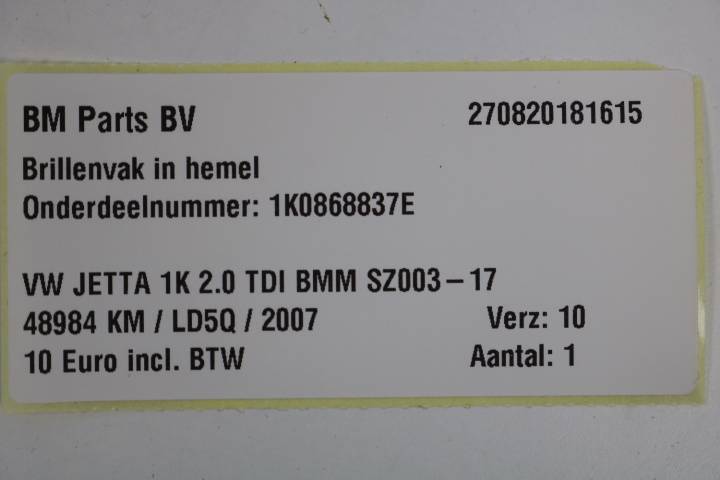 BM Parts BV 270820181615
Brillenvak in hemel
Onderdeelnummer: 1K0868837E
VW JETTA 1K 2.0 TDI BMM SZ003-17
48984 KM / LD5Q / 2007 Verz: 10
10 Euro incl. BTW Aantal: 1